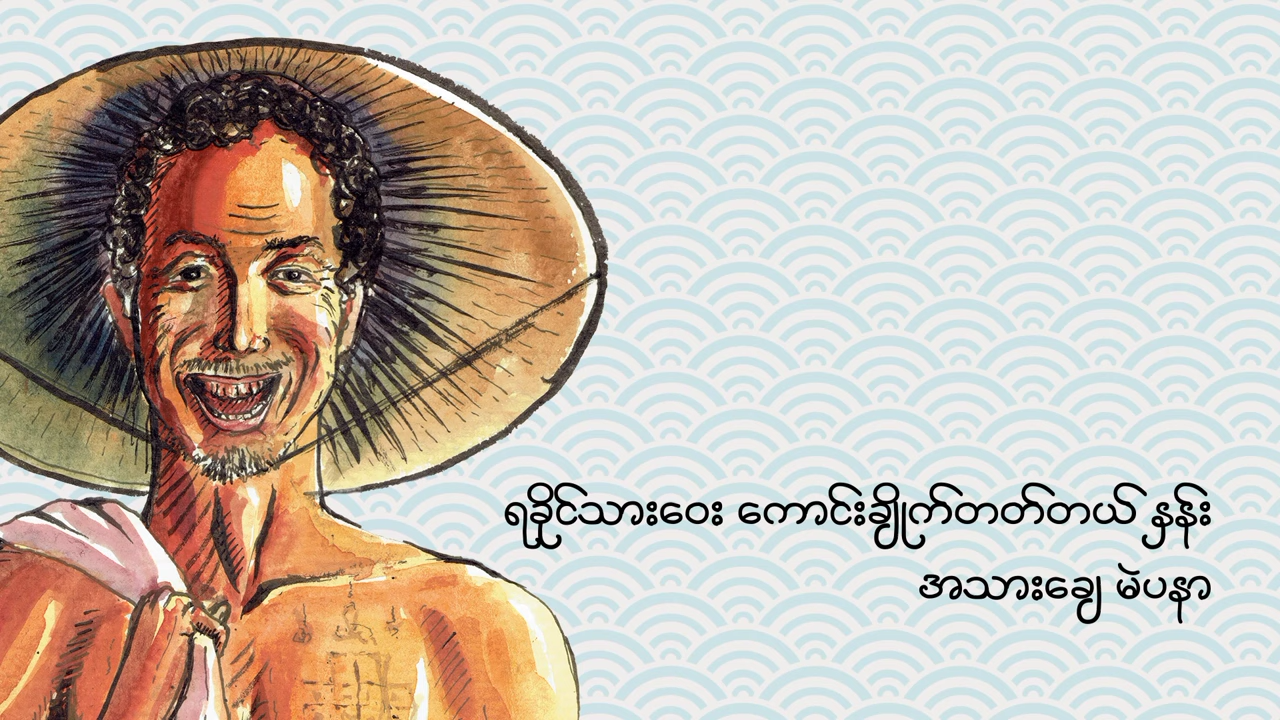 ရခိုင်သားဝေး ကောင်းချိုက်တတ်တယ် နှန်း
အသားချေ မဲပနာ